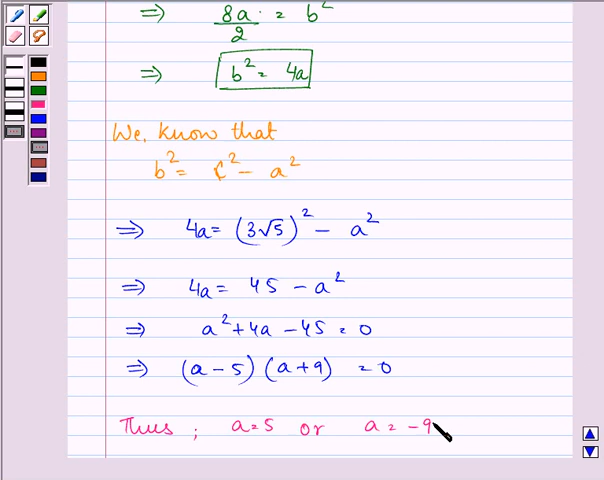 ⇒ 8a/2 = b²
⇒ b² = 4a
We know that
b² = c² - a²
⇒ 4a = (3√5)² - a²
⇒ 4a = 45 - a²
⇒ a² + 4a - 45 = 0
⇒ (a - 5) (a + 9) = 0
Thus ; a = 5 or a = -9